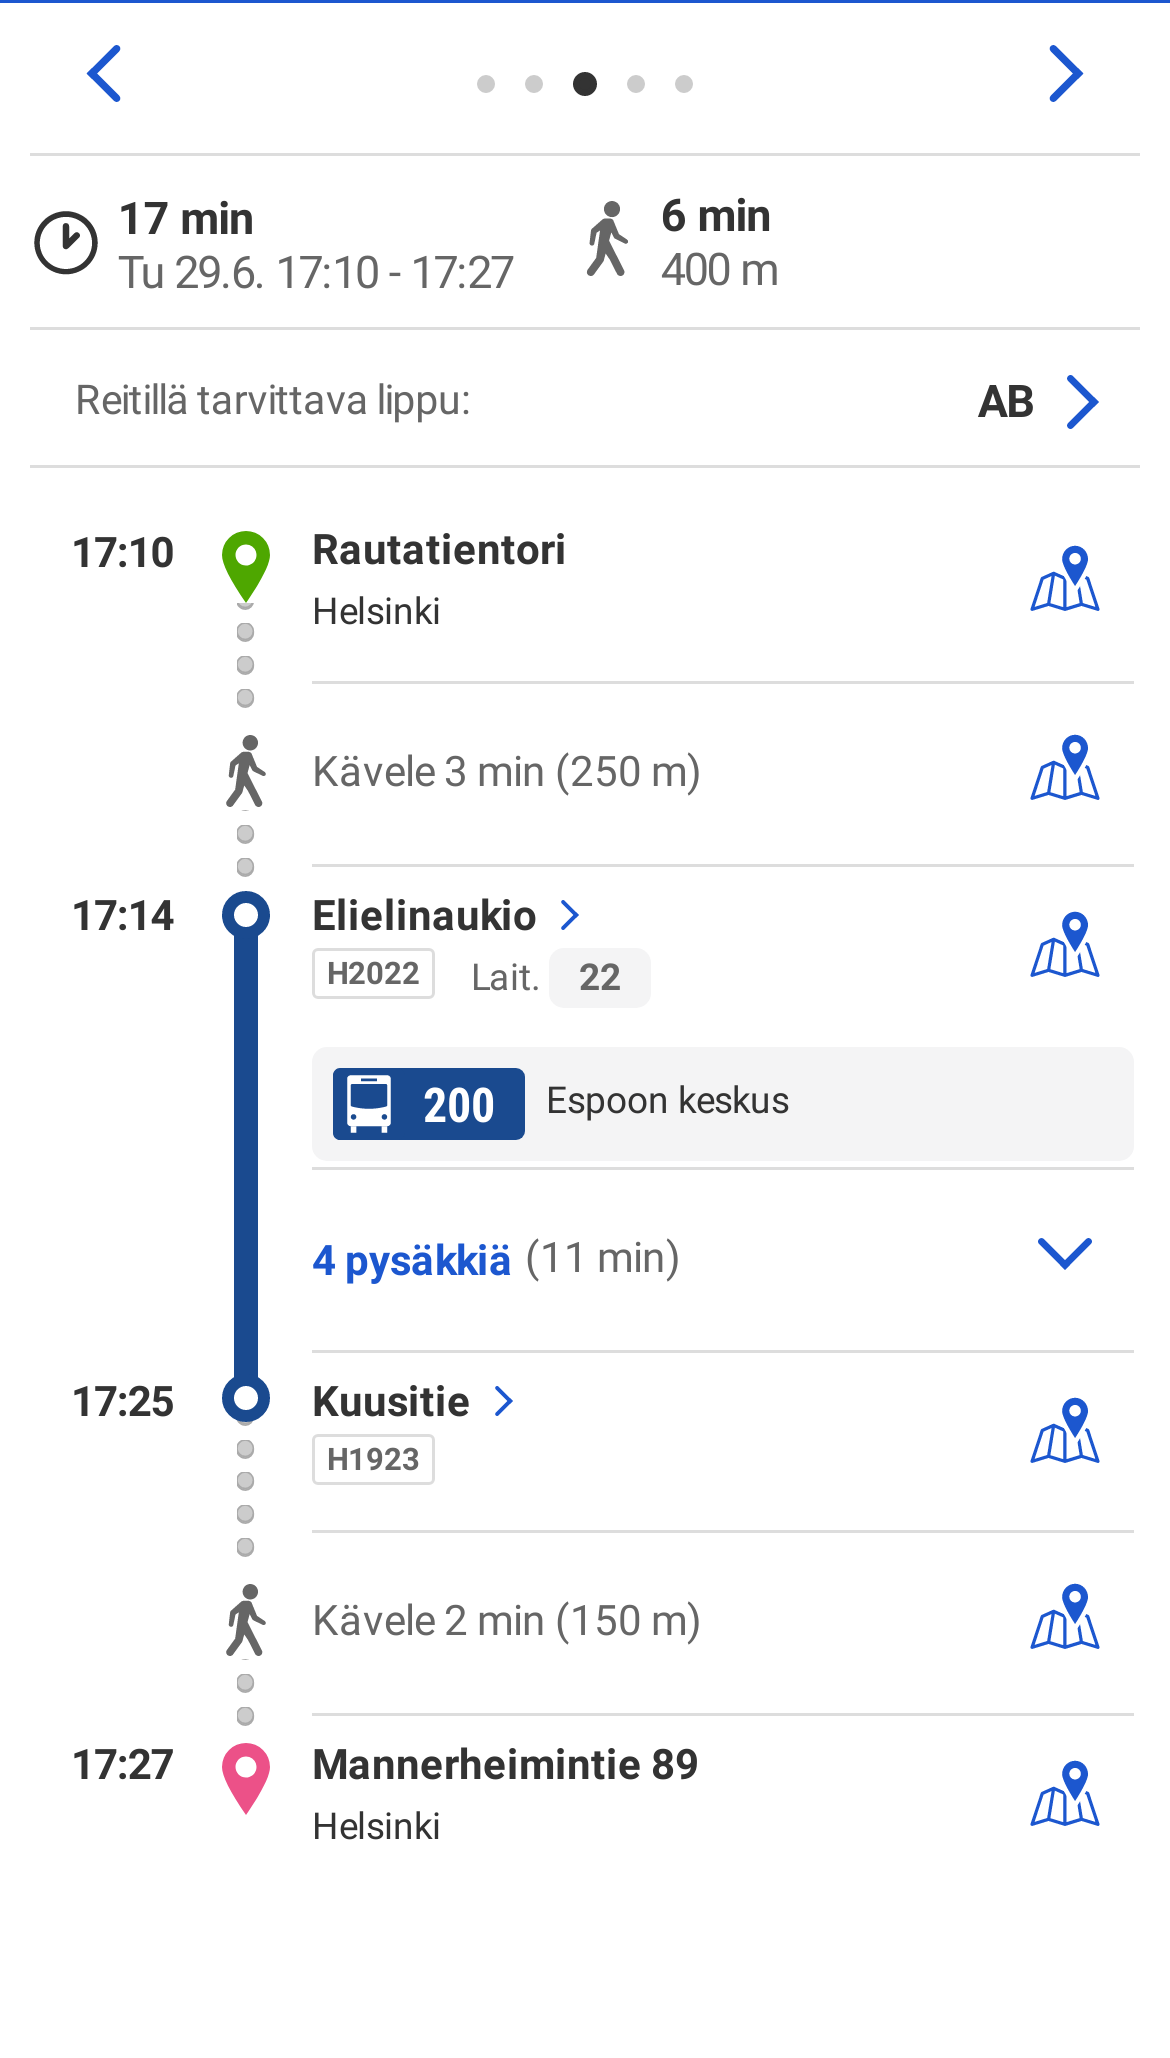 17 min
Tu 29.6. 17:10 - 17:27
6 min
400 m
Reitillä tarvittava lippu:
AB
17:10
Rautatientori
Helsinki
Kävele 3 min (250 m)
17:14
Elielinaukio
H2022 Lait. 22
200 Espoon keskus
4 pysäkkiä (11 min)
17:25
Kuusitie
H1923
Kävele 2 min (150 m)
17:27
Mannerheimintie 89
Helsinki